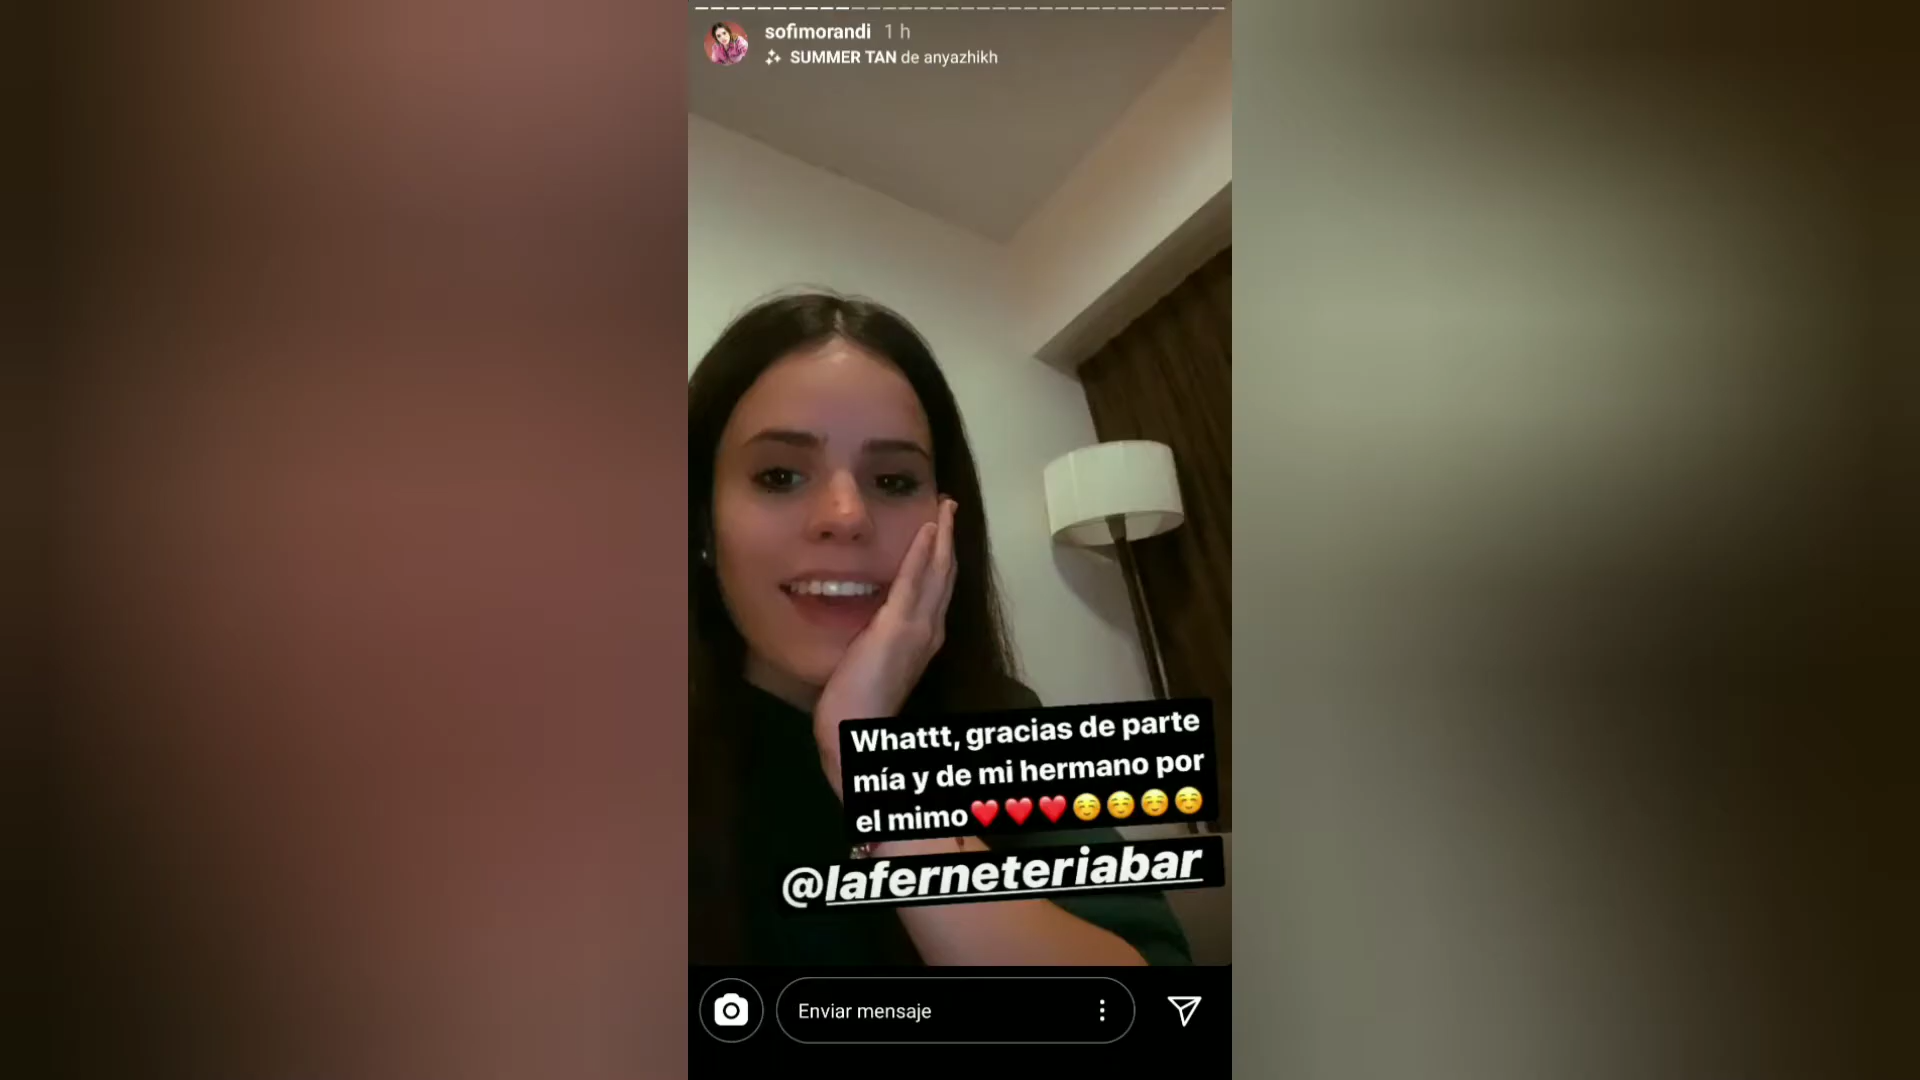 sofimorandi 1 h
SUMMER TAN de anyazhikh
Whattt, gracias de parte
mía y de mi hermano por
el mimo❤️❤️❤️☺️☺️☺️☺️
@laferneteriabar
Enviar mensaje